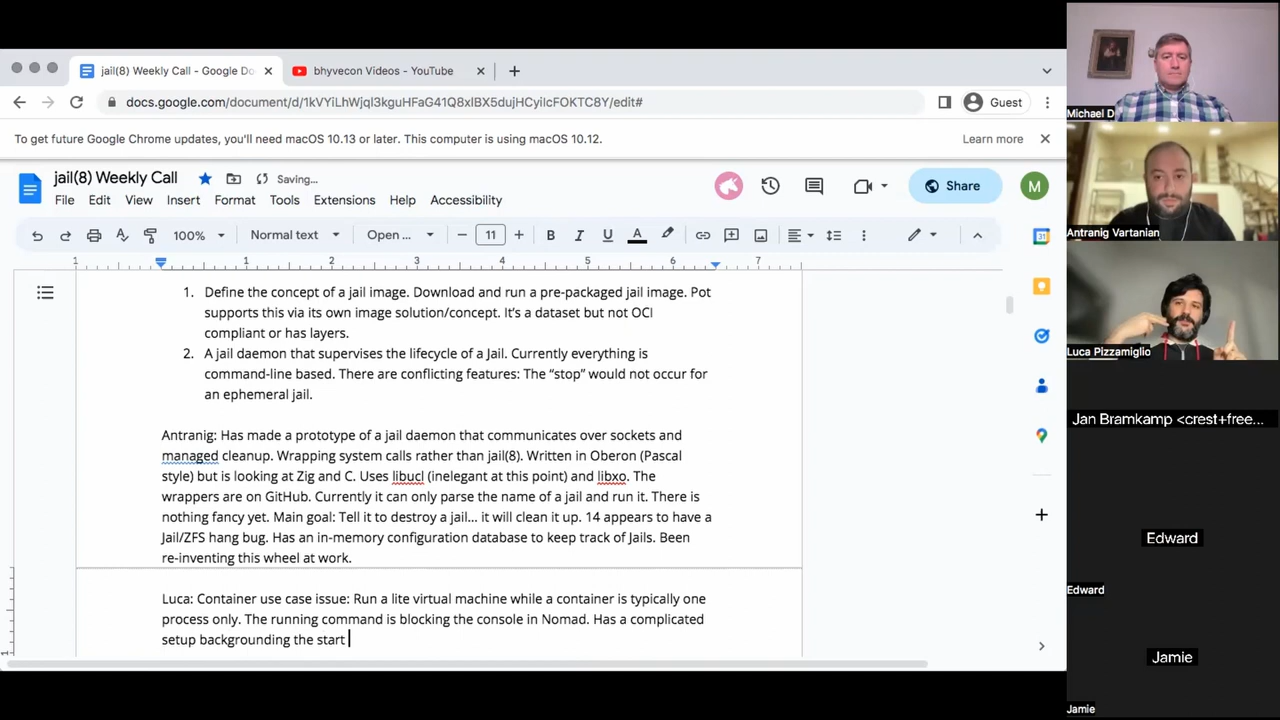 jail(8) Weekly Call - Google Do
bhyvecon Videos - YouTube
docs.google.com/document/d/1kVYiLhWjqI3kguHFaG41Q8xlBX5dujHCyiIcFOKTC8Y/edit#
Guest
To get future Google Chrome updates, you'll need macOS 10.13 or later. This computer is using macOS 10.12.
Learn more
jail(8) Weekly Call
Saving...
File Edit View Insert Format Tools Extensions Help Accessibility
Share
M
100% Normal text Open ... 11 B I U A
1 1 2 3 4 5 6 7
1. Define the concept of a jail image. Download and run a pre-packaged jail image. Pot
supports this via its own image solution/concept. It's a dataset but not OCI
compliant or has layers.
2. A jail daemon that supervises the lifecycle of a Jail. Currently everything is
command-line based. There are conflicting features: The “stop” would not occur for
an ephemeral jail.
Antranig: Has made a prototype of a jail daemon that communicates over sockets and
managed cleanup. Wrapping system calls rather than jail(8). Written in Oberon (Pascal
style) but is looking at Zig and C. Uses libucl (inelegant at this point) and libxo. The
wrappers are on GitHub. Currently it can only parse the name of a jail and run it. There is
nothing fancy yet. Main goal: Tell it to destroy a jail... it will clean it up. 14 appears to have a
Jail/ZFS hang bug. Has an in-memory configuration database to keep track of Jails. Been
re-inventing this wheel at work.
Luca: Container use case issue: Run a lite virtual machine while a container is typically one
process only. The running command is blocking the console in Nomad. Has a complicated
setup backgrounding the start
Michael D
Antranig Vartanian
Luca Pizzamiglio
Jan Bramkamp <crest+free...
Edward
Edward
Jamie
Jamie